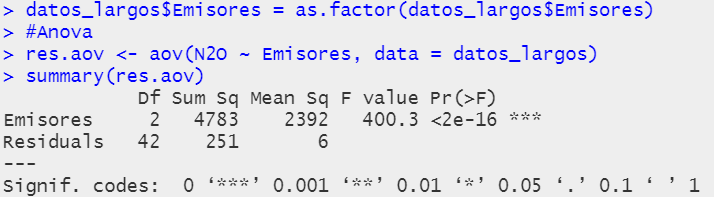 > datos_largos$Emisores = as.factor(datos_largos$Emisores)
> #Anova
> res.aov <- aov(N2O ~ Emisores, data = datos_largos)
> summary(res.aov)
            Df Sum Sq Mean Sq F value Pr(>F)
Emisores     2   4783    2392   400.3 <2e-16 ***
Residuals   42    251       6
---
Signif. codes:  0 ‘***’ 0.001 ‘**’ 0.01 ‘*’ 0.05 ‘.’ 0.1 ‘ ’ 1